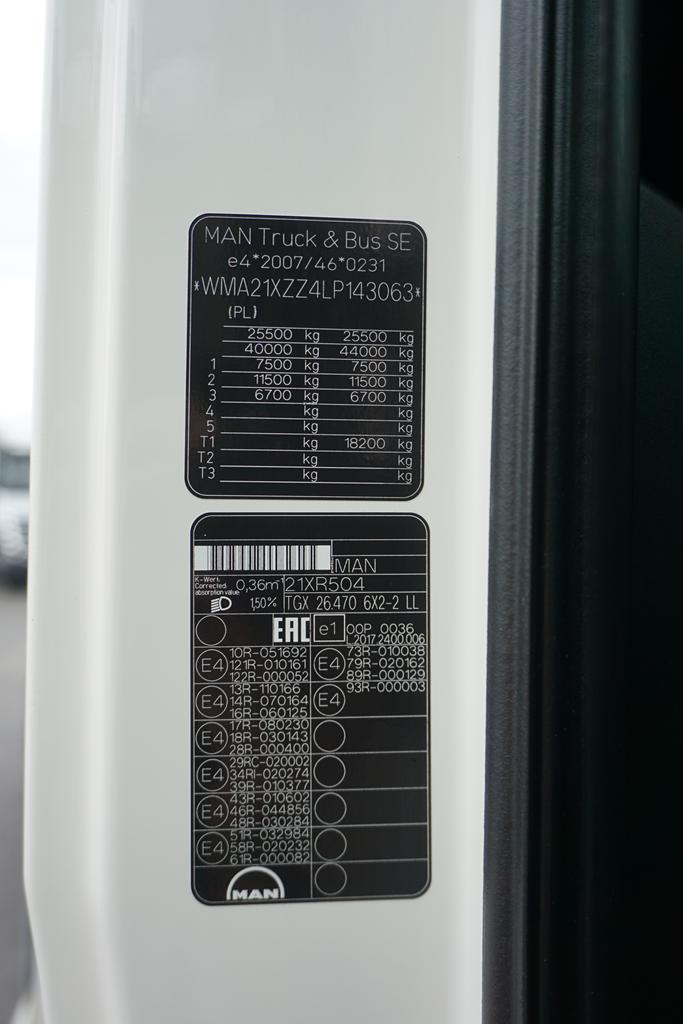 MAN Truck & Bus SE
e4*2007/46*0231
*WMA21XZZ4LP143063*
(PL)
25500 kg 25500 kg
40000 kg 44000 kg
1 7500 kg 7500 kg
2 11500 kg 11500 kg
3 6700 kg 6700 kg
4 kg kg
5 kg kg
T1 kg 18200 kg
T2 kg kg
T3 kg kg
MAN
K-Wert: Corrected absorption value 0,36m⁻¹ 21XR504
1,50% TGX 26.470 6X2-2 LL
EAC e1 00P 0036
L.2017.2400.006
E4 10R-051692
121R-010161
122R-000052
E4 73R-010038
79R-020162
89R-000129
E4 13R-110166
14R-070164
16R-060125
E4 93R-000003
E4 17R-080230
18R-030143
28R-000400
E4 29RC-020002
34RI-020274
39R-010377
E4 43R-010602
46R-044856
48R-030284
E4 51R-032984
58R-020232
61R-000082
MAN